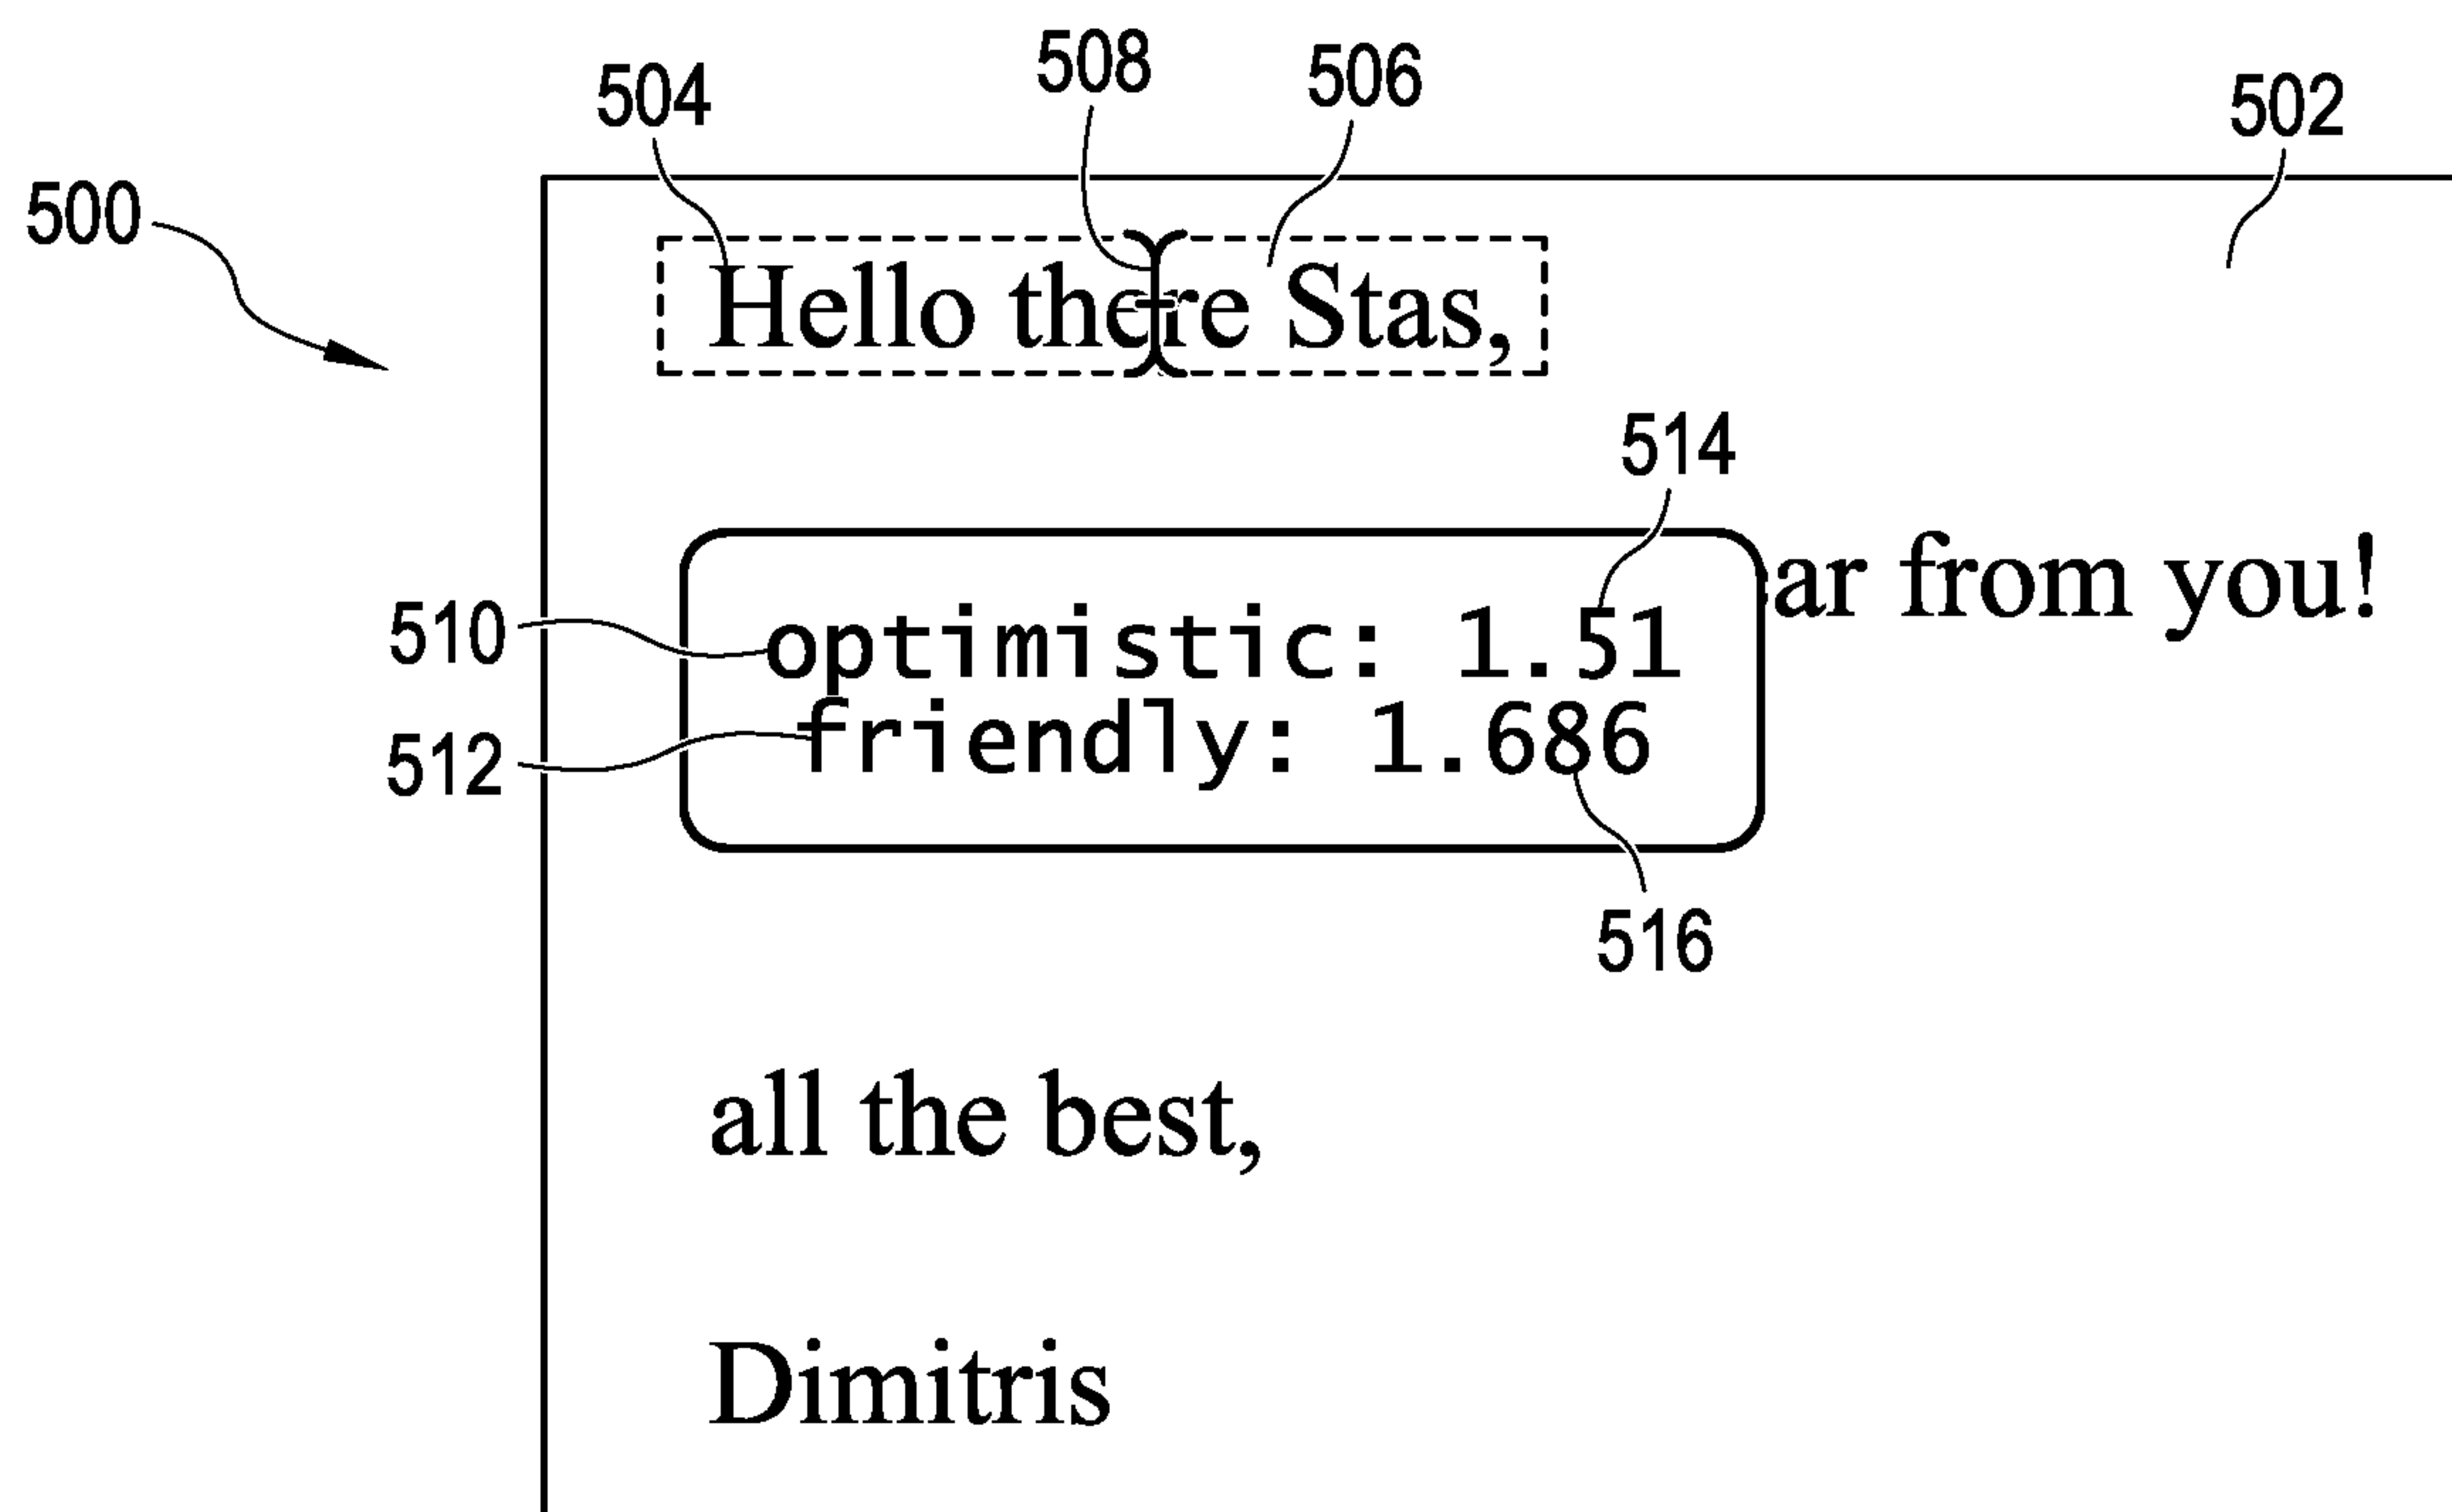 508
504
506
502
500
Hello there Stas,
514
ar from you!
510
optimistic: 1.51
512
friendly: 1.686
516
all the best,
Dimitris